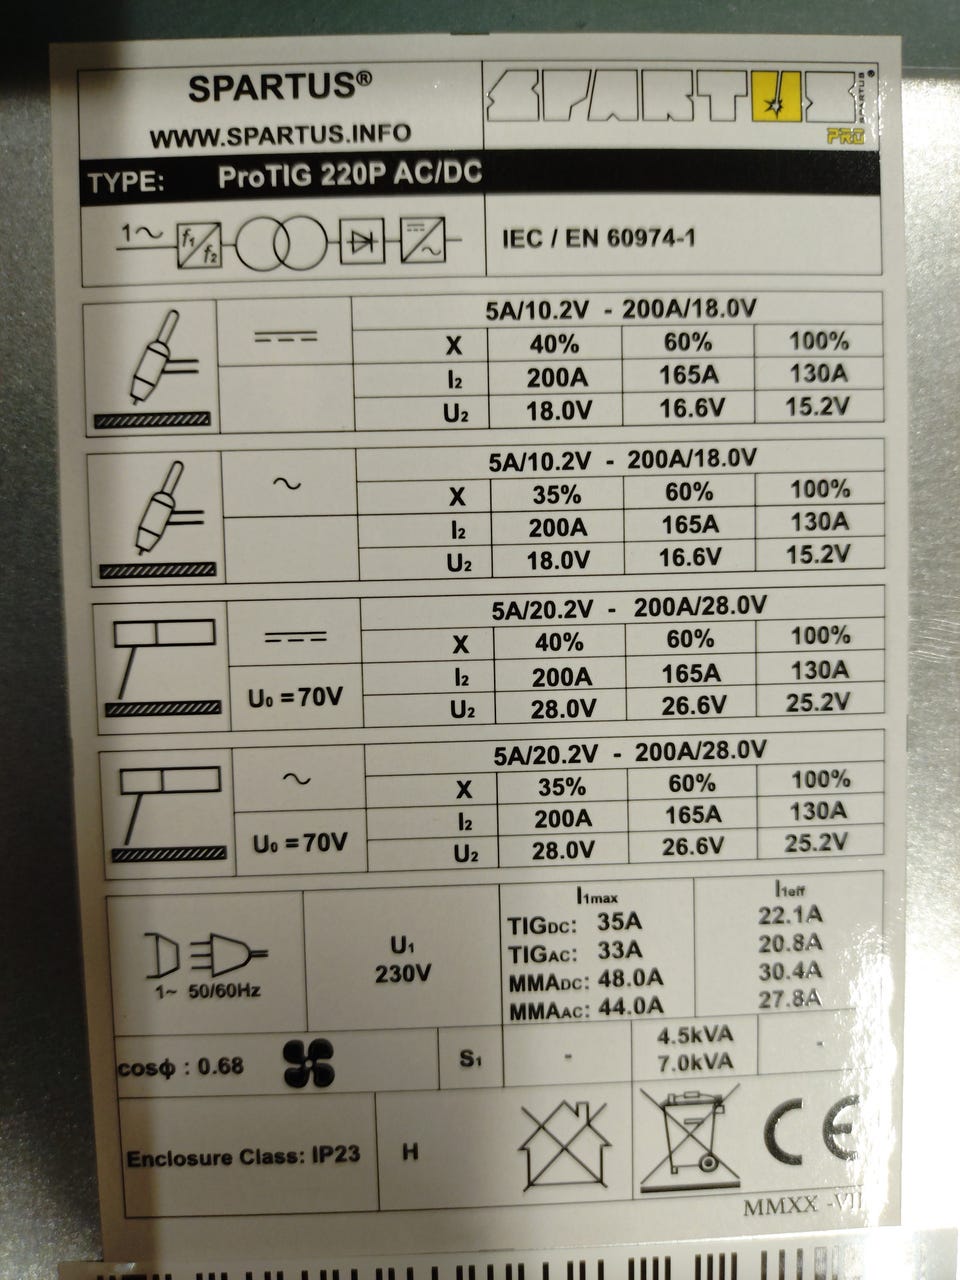 SPARTUS®
WWW.SPARTUS.INFO
SPARTUS®
SPARTUS
PRO
TYPE: ProTIG 220P AC/DC
1~ f1/f2
IEC / EN 60974-1
5A/10.2V - 200A/18.0V
X 40% 60% 100%
I2 200A 165A 130A
U2 18.0V 16.6V 15.2V
5A/10.2V - 200A/18.0V
~ X 35% 60% 100%
I2 200A 165A 130A
U2 18.0V 16.6V 15.2V
5A/20.2V - 200A/28.0V
X 40% 60% 100%
U0 =70V
I2 200A 165A 130A
U2 28.0V 26.6V 25.2V
5A/20.2V - 200A/28.0V
~ X 35% 60% 100%
U0 =70V
I2 200A 165A 130A
U2 28.0V 26.6V 25.2V
1~ 50/60Hz
U1
230V
I1max I1eff
TIGDC: 35A 22.1A
TIGAC: 33A 20.8A
MMADC: 48.0A 30.4A
MMAAC: 44.0A 27.8A
cosϕ : 0.68
S1 - 4.5kVA -
7.0kVA
Enclosure Class: IP23
H
CE
MMXX -VII